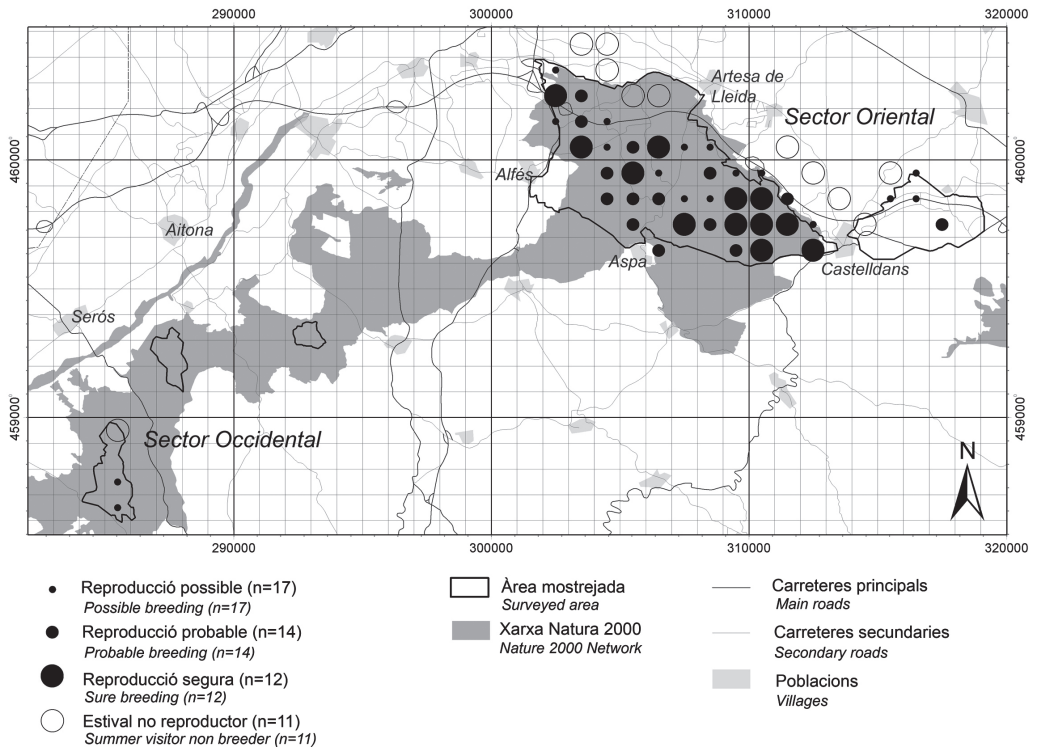 290000 300000 310000 320000
Artesa de
Lleida
Sector Oriental
460000°
460000°
Alfés
Aitona
Aspa
Castelldans
Serós
459000°
459000°
Sector Occidental
N
290000 300000 310000 320000
Reproducció possible (n=17)
Possible breeding (n=17)
Reproducció probable (n=14)
Probable breeding (n=14)
Reproducció segura (n=12)
Sure breeding (n=12)
Estival no reproductor (n=11)
Summer visitor non breeder (n=11)
Àrea mostrejada
Surveyed area
Xarxa Natura 2000
Nature 2000 Network
Carreteres principals
Main roads
Carreteres secundaries
Secondary roads
Poblacions
Villages